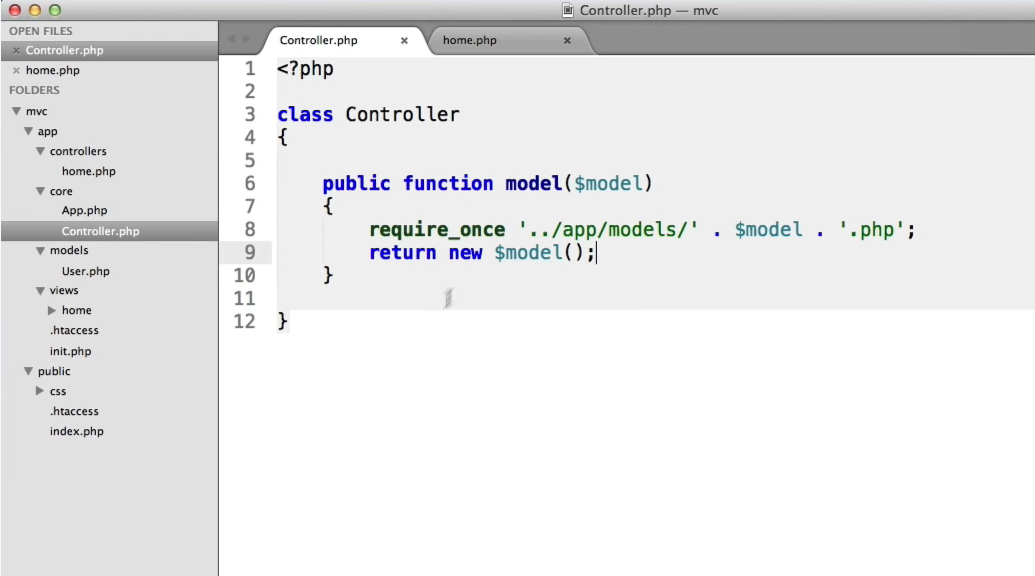 Controller.php — mvc
OPEN FILES
× Controller.php
× home.php
FOLDERS
mvc
app
controllers
home.php
core
App.php
Controller.php
models
User.php
views
home
.htaccess
init.php
public
css
.htaccess
index.php
Controller.php ×
home.php ×
1 <?php
2
3 class Controller
4 {
5
6 public function model($model)
7 {
8 require_once '../app/models/' . $model . '.php';
9 return new $model();
10 }
11
12 }